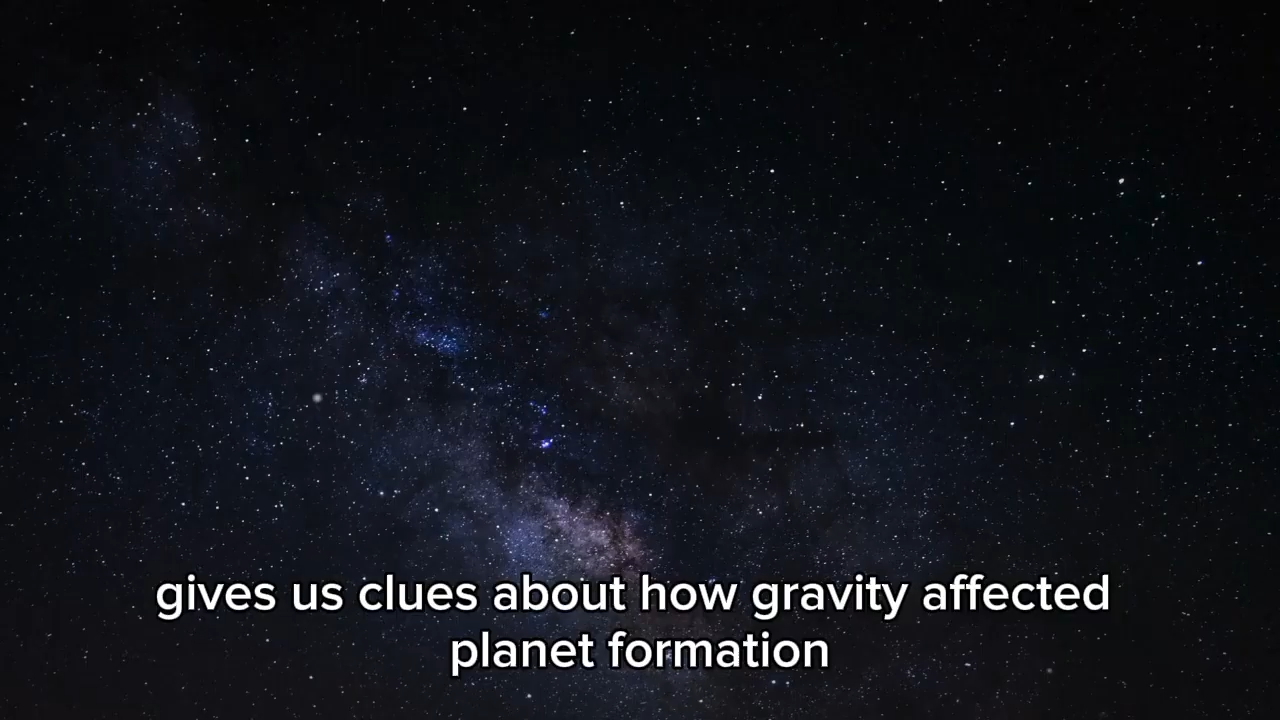 gives us clues about how gravity affected
planet formation